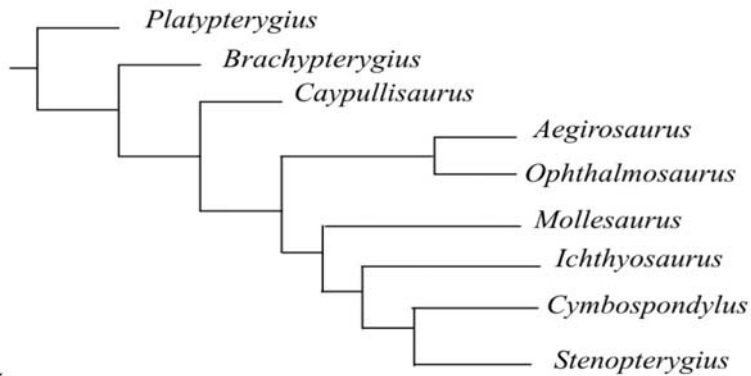 Platypterygius
Brachypterygius
Caypullisaurus
Aegirosaurus
Ophthalmosaurus
Mollesaurus
Ichthyosaurus
Cymbospondylus
Stenopterygius